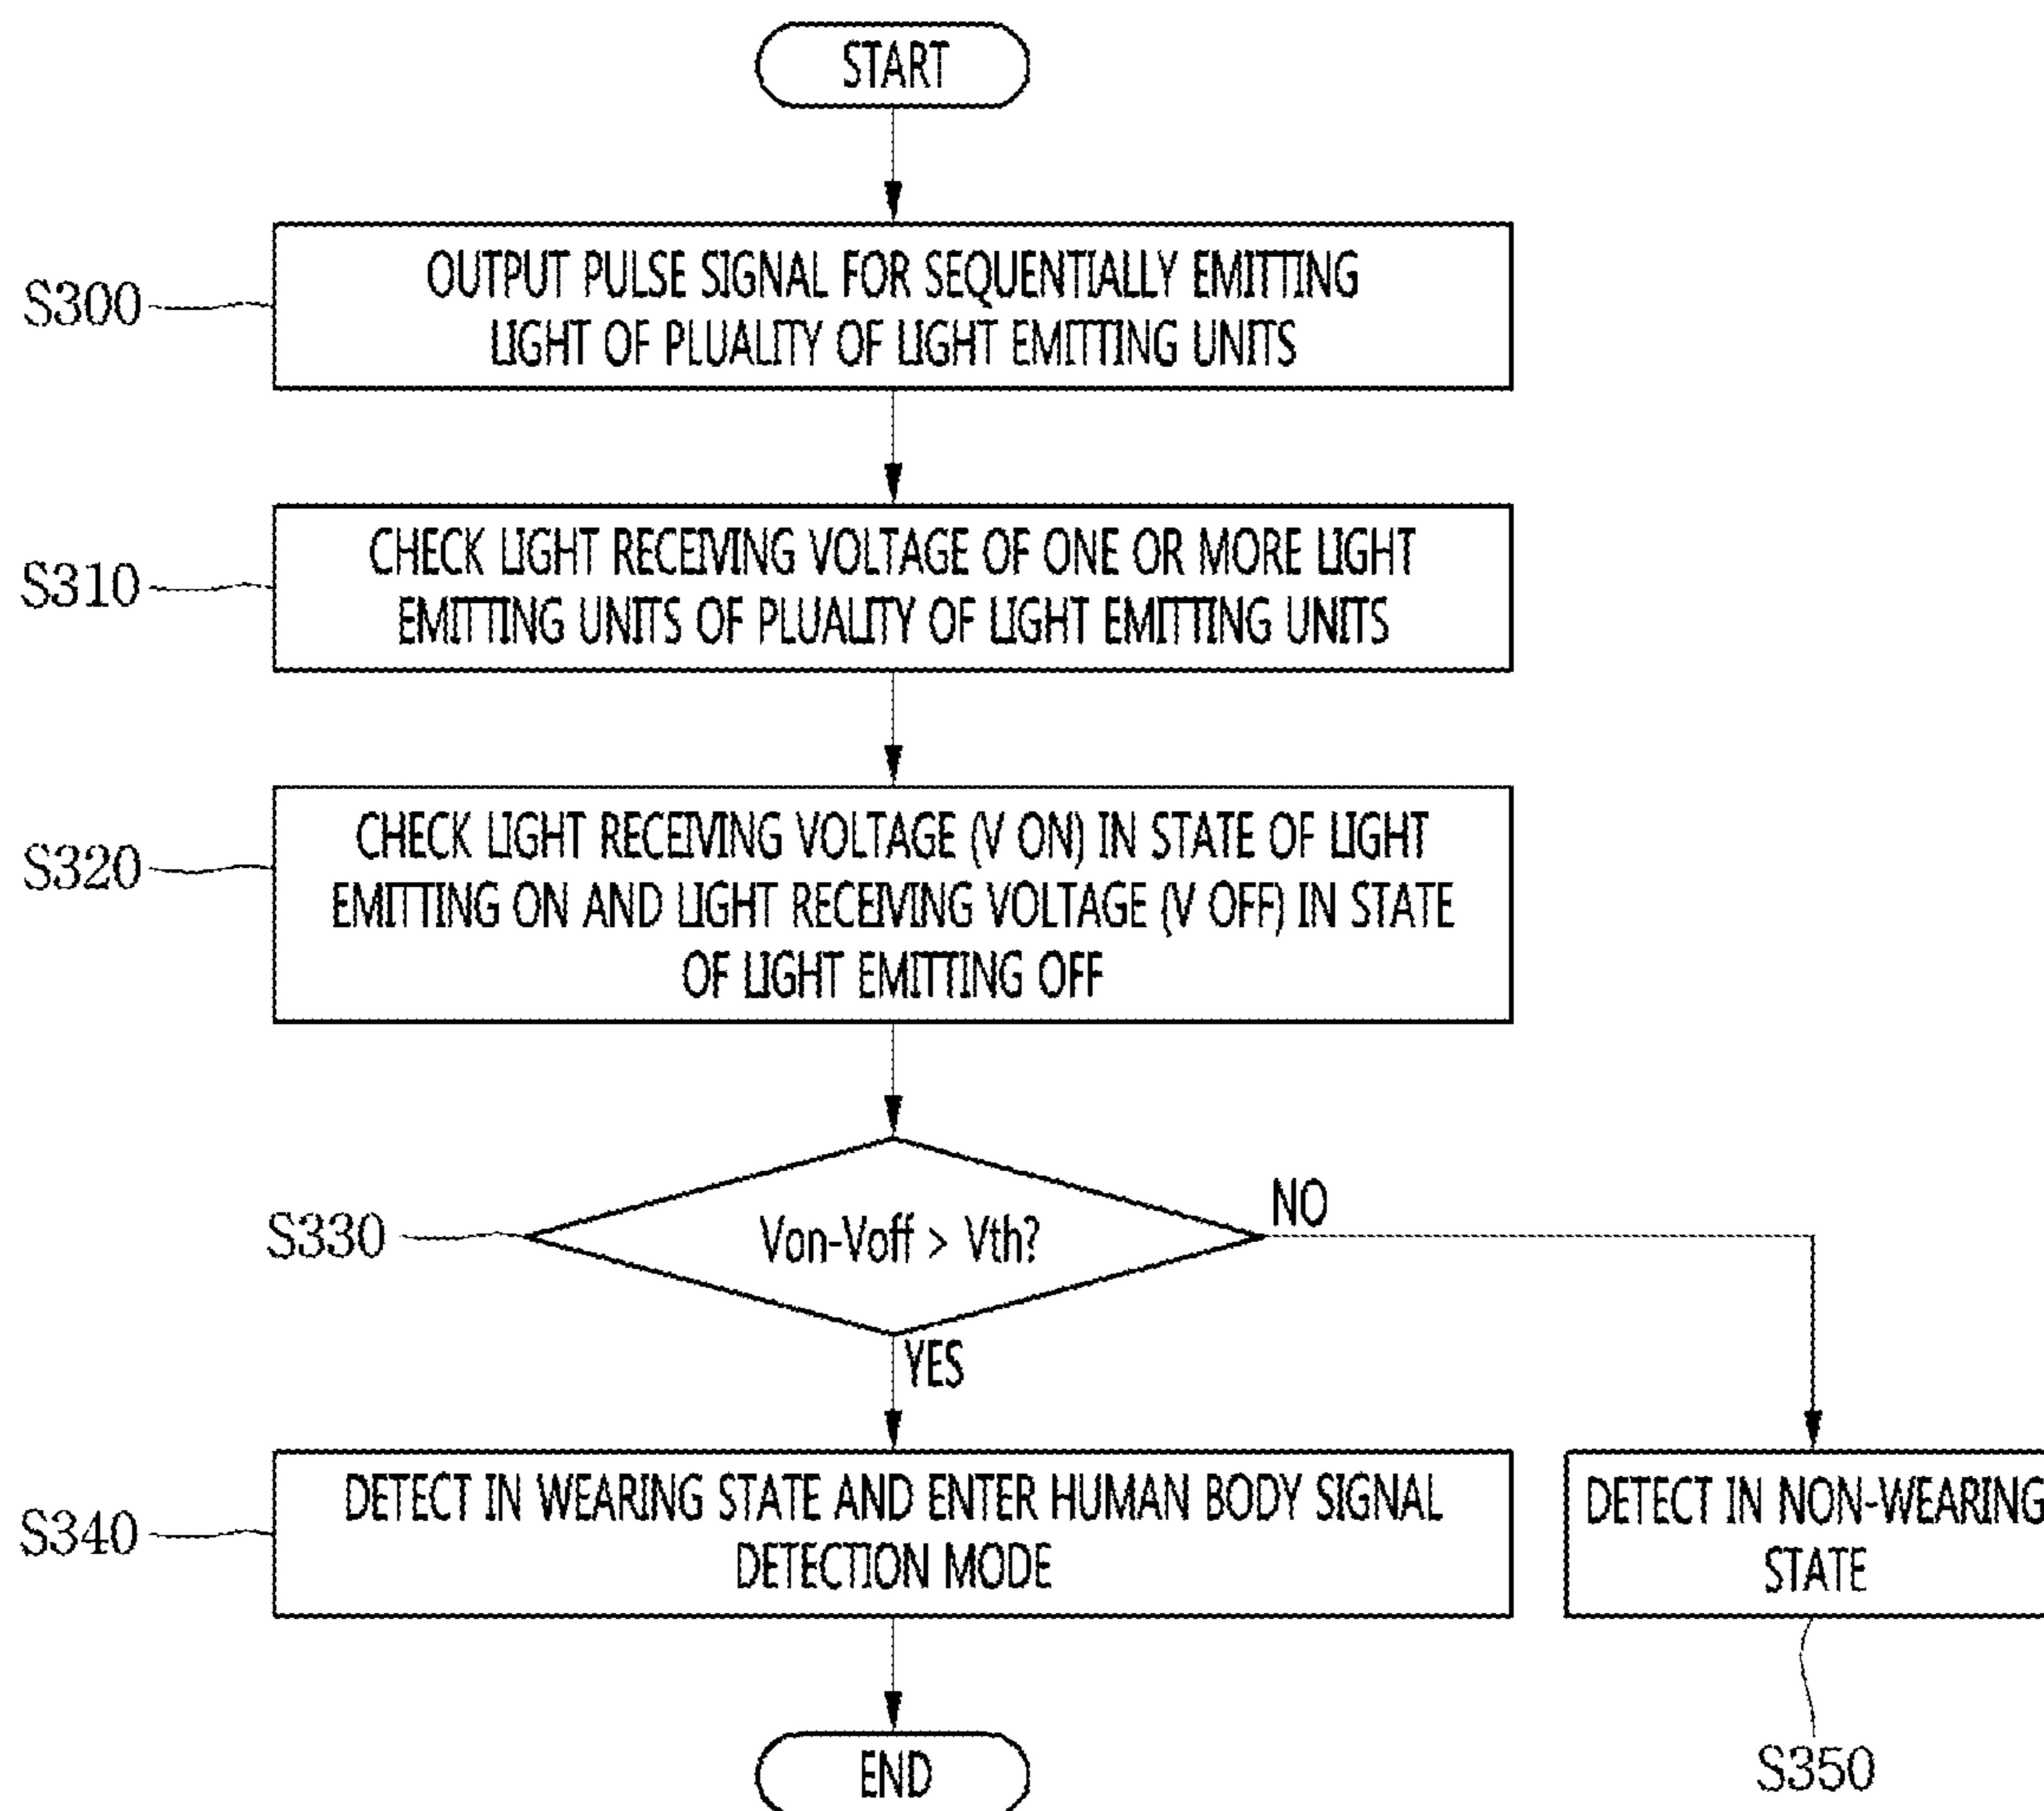 START
S300
OUTPUT PULSE SIGNAL FOR SEQUENTIALLY EMITTING
LIGHT OF PLUALITY OF LIGHT EMITTING UNITS
S310
CHECK LIGHT RECEIVING VOLTAGE OF ONE OR MORE LIGHT
EMITTING UNITS OF PLUALITY OF LIGHT EMITTING UNITS
S320
CHECK LIGHT RECEIVING VOLTAGE (V ON) IN STATE OF LIGHT
EMITTING ON AND LIGHT RECEIVING VOLTAGE (V OFF) IN STATE
OF LIGHT EMITTING OFF
S330
Von-Voff > Vth?
NO
YES
S340
DETECT IN WEARING STATE AND ENTER HUMAN BODY SIGNAL
DETECTION MODE
DETECT IN NON-WEARING
STATE
END
S350